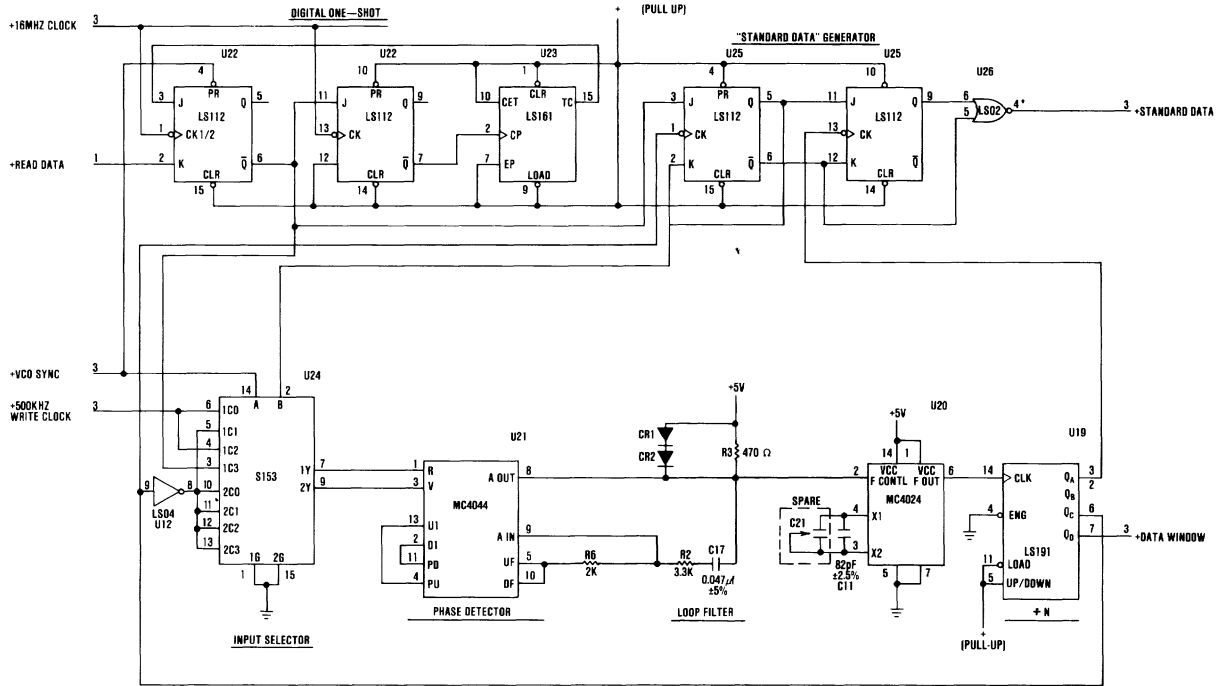 +16MHZ CLOCK 3
DIGITAL ONE—SHOT
+ (PULL UP)
"STANDARD DATA" GENERATOR
U22
4
PR
3 J Q 5
LS112
1 CK1/2
2 K Q 6
CLR
15
U22
10
PR
11 J Q 9
LS112
13 CK
12 K Q 7
CLR
14
U23
1
CLR
10 CET TC 15
LS161
2 CP
7 EP
LOAD
9
U25
4
PR
3 J Q 5
LS112
1 CK
2 K Q 6
CLR
15
U25
10
PR
11 J Q 9
LS112
13 CK
12 K Q
CLR
14
U26
6
5
LS02
4*
3 +STANDARD DATA
+READ DATA 1
+VCO SYNC 3
+500KHZ 3
WRITE CLOCK
U24
14 2
A B
6 1C0
5 1C1
4 1C2
3 1C3
S153
10 2C0
11 2C1
12 2C2
13 2C3
1Y 7
2Y 9
1G 2G
1 15
9 8
LS04
U12
INPUT SELECTOR
U21
1 R
3 V
A OUT 8
MC4044
13 U1
2 D1
11 PD
4 PU
A IN 9
UF 5
DF 10
PHASE DETECTOR
R6
2K
R2
3.3K
C17
0.047µf
±5%
LOOP FILTER
+5V
CR1
CR2
R3 470 Ω
SPARE
C21
82pF
±2.5%
C11
+5V
U20
14 1
VCC VCC
2 F CONTL F OUT 6
MC4024
4 X1
3 X2
5 7
U19
14 CLK
4 ENG
LS191
11 LOAD
5 UP/DOWN
QA 3
QB 2
QC 6
QD 7
3 +DATA WINDOW
÷ N
+
(PULL-UP)